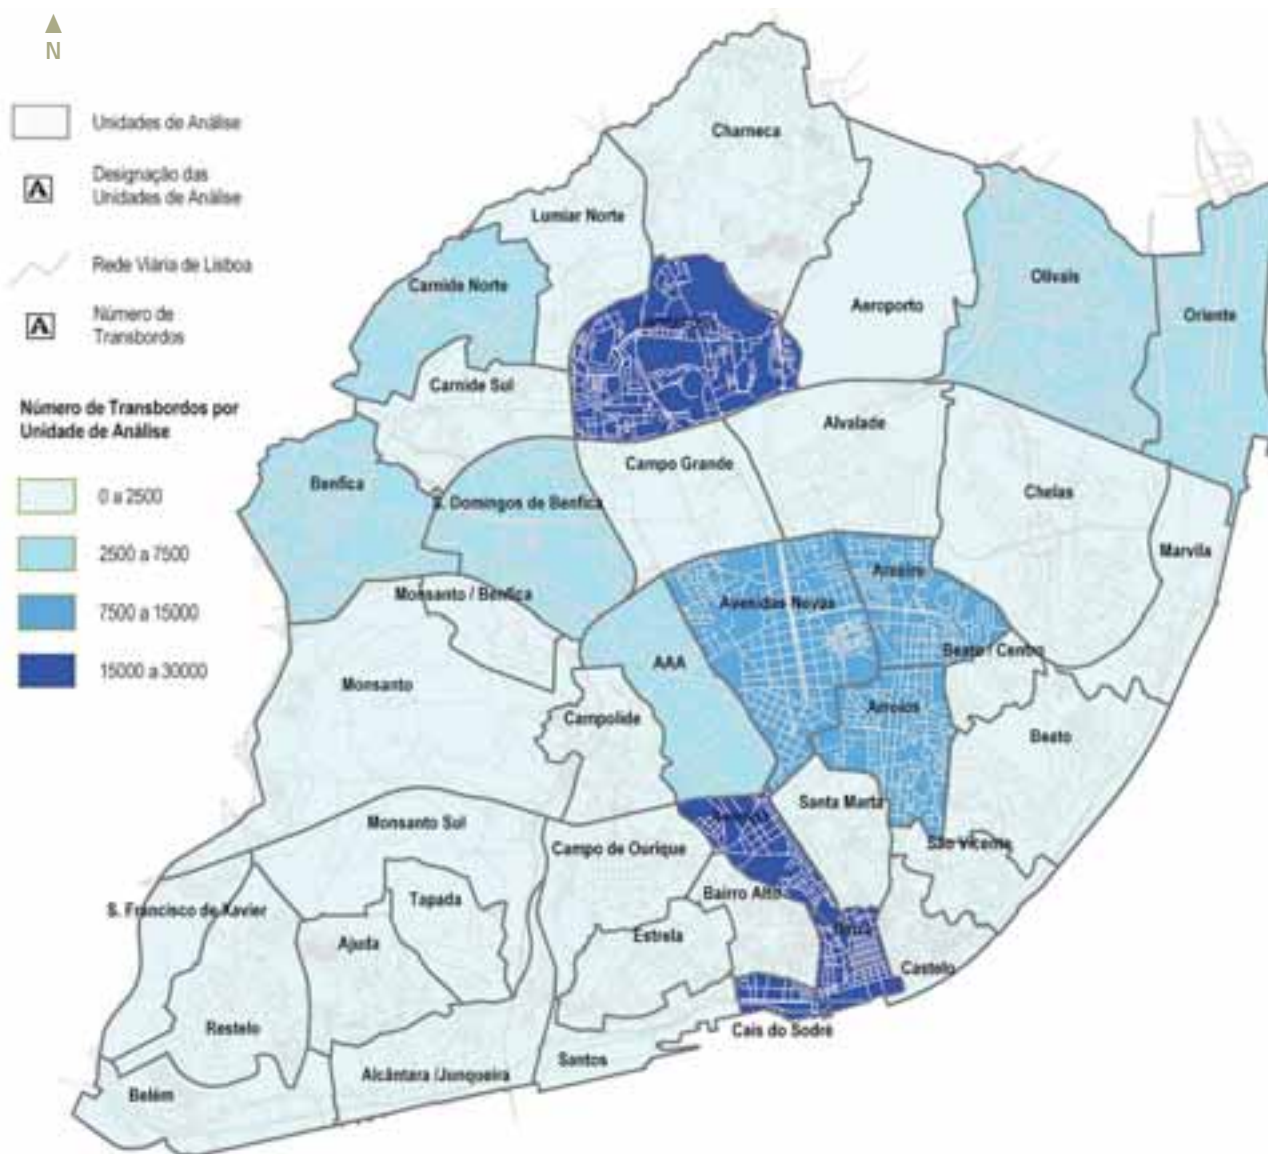 N
Unidades de Análise
A
Designação das
Unidades de Análise
Rede Viária de Lisboa
A
Número de
Transbordos
Número de Transbordos por
Unidade de Análise
0 a 2500
2500 a 7500
7500 a 15000
15000 a 30000
Charneca
Lumiar Norte
Carnide Norte
Olivais
Aeroporto
Oriente
Carnide Sul
Alvalade
Campo Grande
Benfica
S. Domingos de Benfica
Chelas
Marvila
Areeiro
Monsanto / Benfica
Avenidas Novas
Beato / Centro
AAA
Monsanto
Campolide
Arroios
Beato
Santa Marta
Monsanto Sul
Campo de Ourique
São Vicente
Bairro Alto
Tapada
S. Francisco de Xavier
Baixa
Estrela
Ajuda
Castelo
Restelo
Cais do Sodré
Santos
Alcântara /Junqueira
Belém